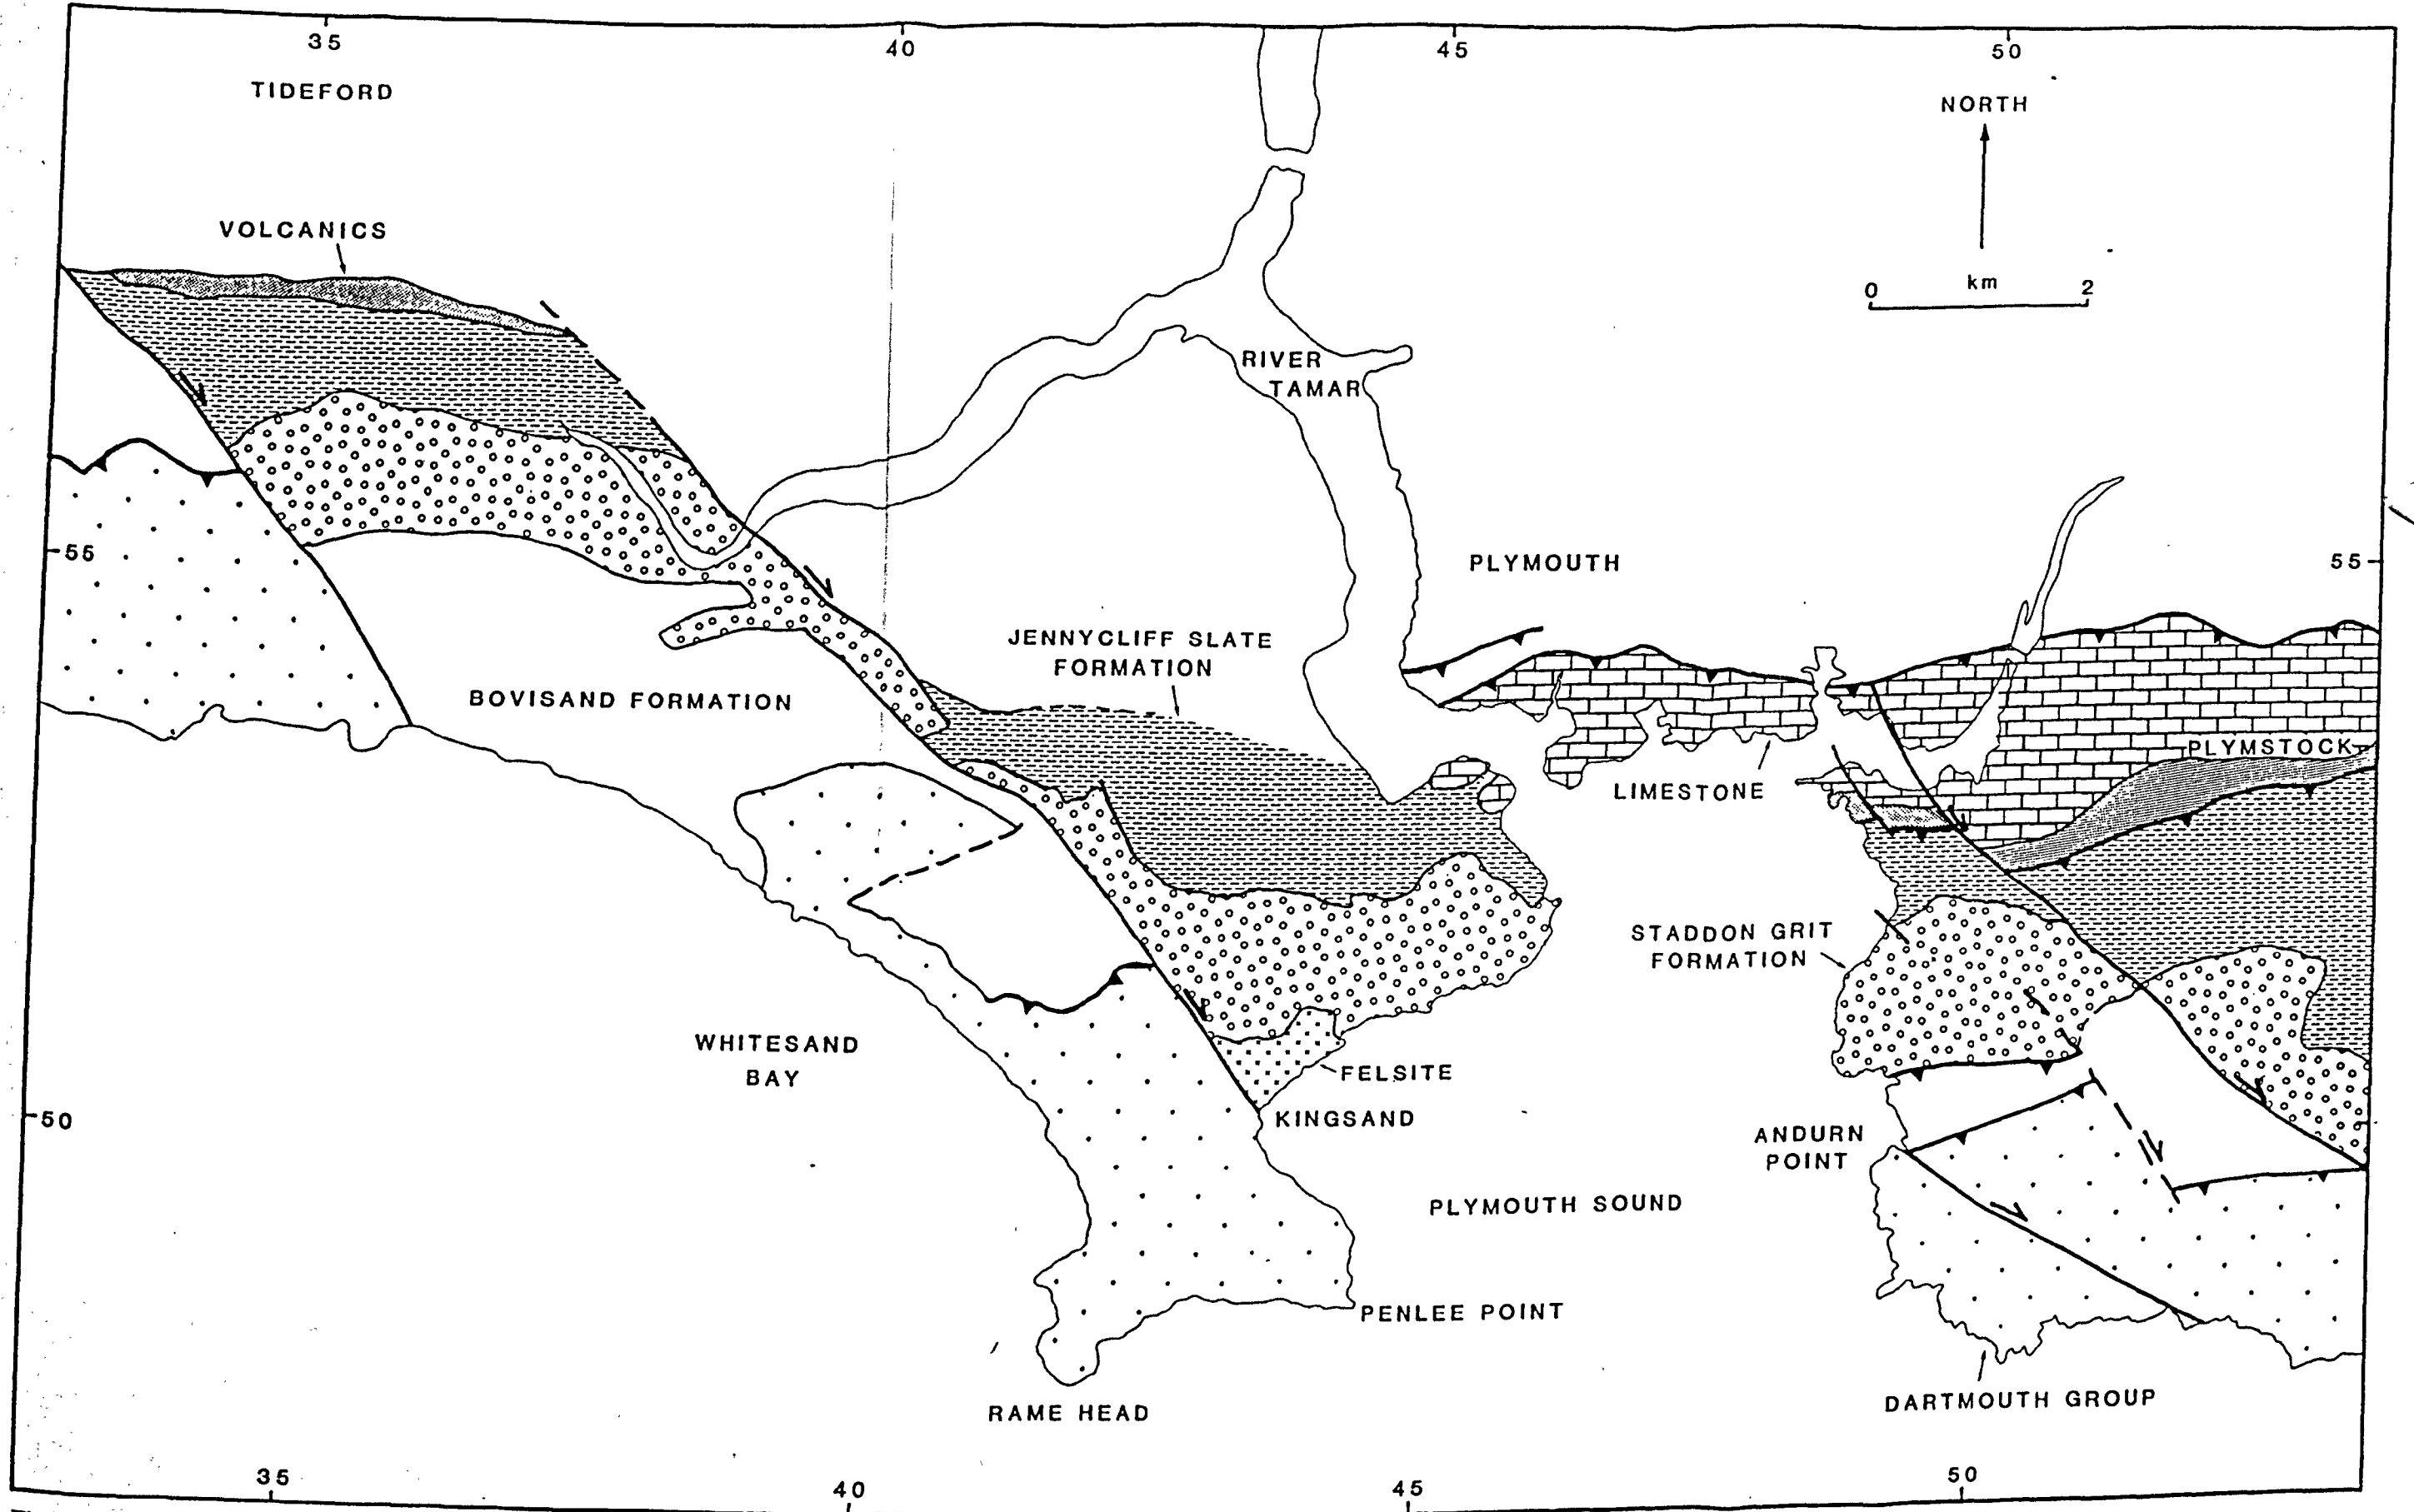 35
40
45
50
TIDEFORD
NORTH
VOLCANICS
0
km
2
RIVER
TAMAR
55
PLYMOUTH
55
JENNYCLIFF SLATE
FORMATION
BOVISAND FORMATION
PLYMSTOCK
LIMESTONE
STADDON GRIT
FORMATION
WHITESAND
BAY
FELSITE
50
KINGSAND
ANDURN
POINT
PLYMOUTH SOUND
PENLEE POINT
DARTMOUTH GROUP
RAME HEAD
35
40
45
50